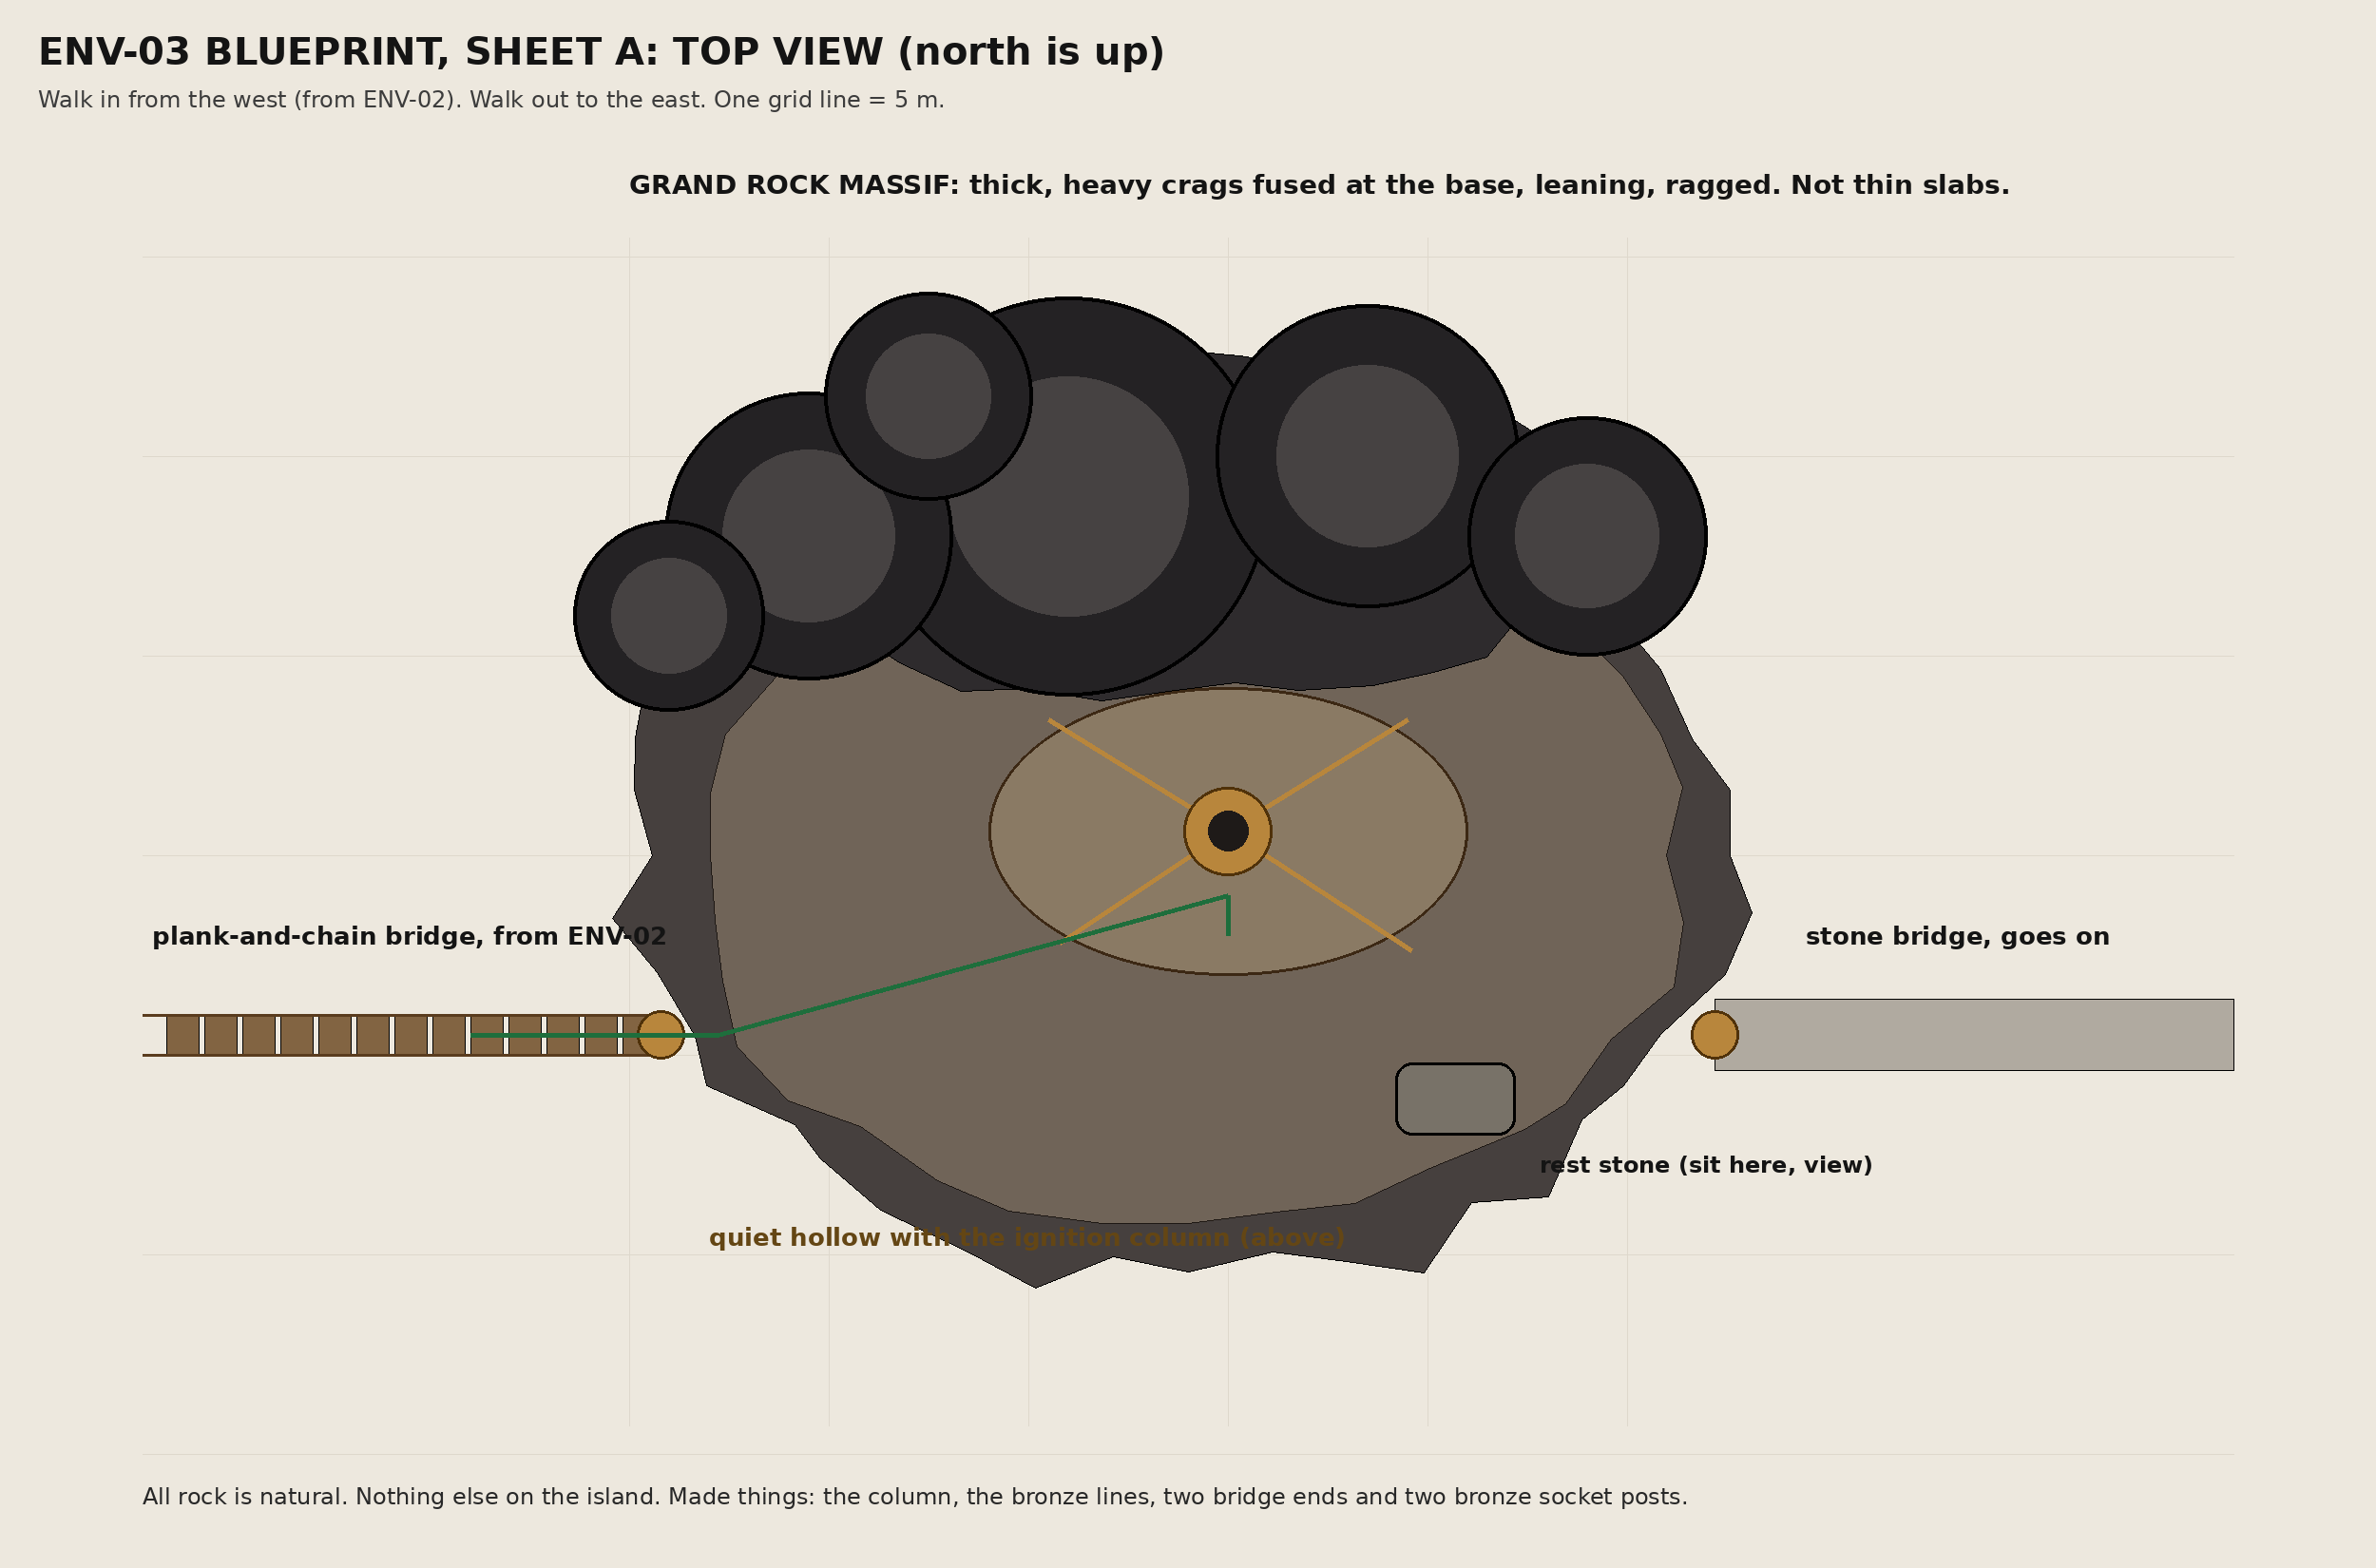 ENV-03 BLUEPRINT, SHEET A: TOP VIEW (north is up)
Walk in from the west (from ENV-02). Walk out to the east. One grid line = 5 m.
GRAND ROCK MASSIF: thick, heavy crags fused at the base, leaning, ragged. Not thin slabs.
plank-and-chain bridge, from ENV-02
stone bridge, goes on
rest stone (sit here, view)
quiet hollow with the ignition column (above)
All rock is natural. Nothing else on the island. Made things: the column, the bronze lines, two bridge ends and two bronze socket posts.